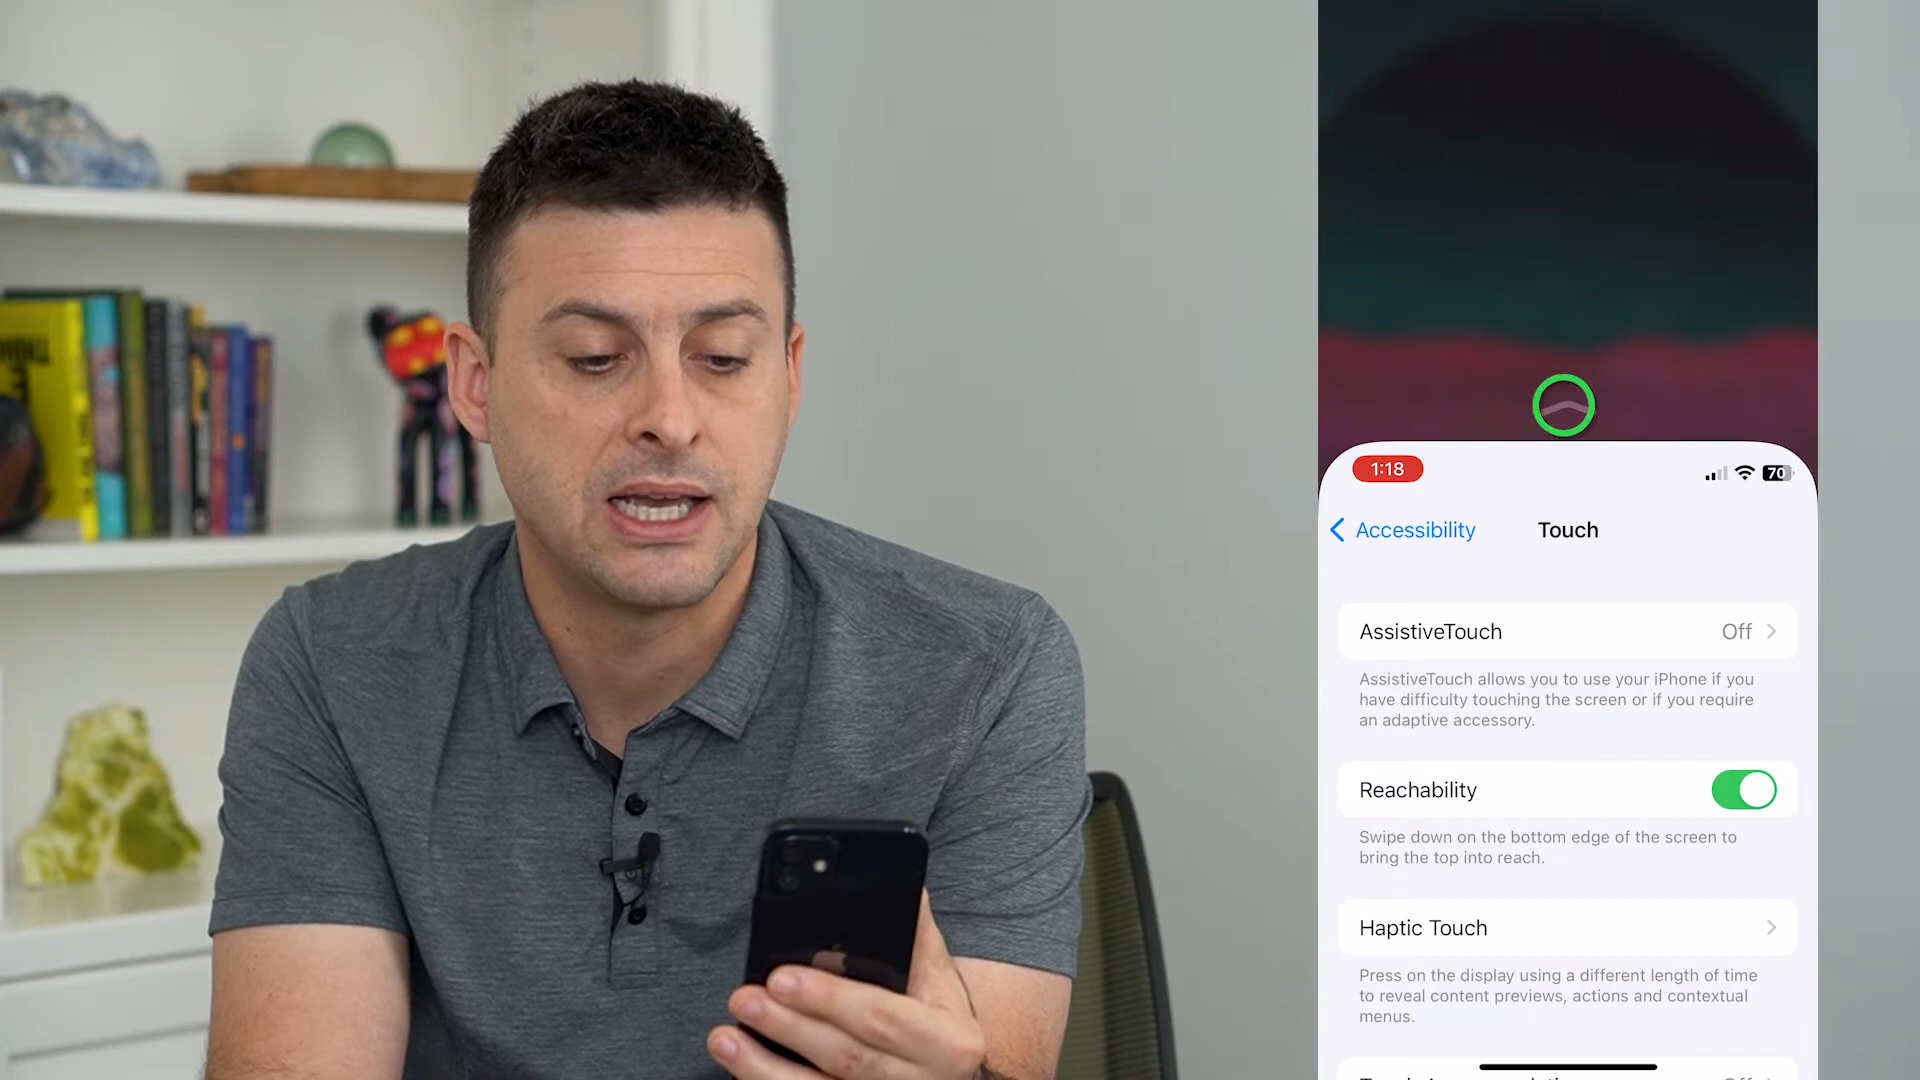 1:18
70
Accessibility
Touch
AssistiveTouch
Off
AssistiveTouch allows you to use your iPhone if you
have difficulty touching the screen or if you require
an adaptive accessory.
Reachability
Swipe down on the bottom edge of the screen to
bring the top into reach.
Haptic Touch
Press on the display using a different length of time
to reveal content previews, actions and contextual
menus.